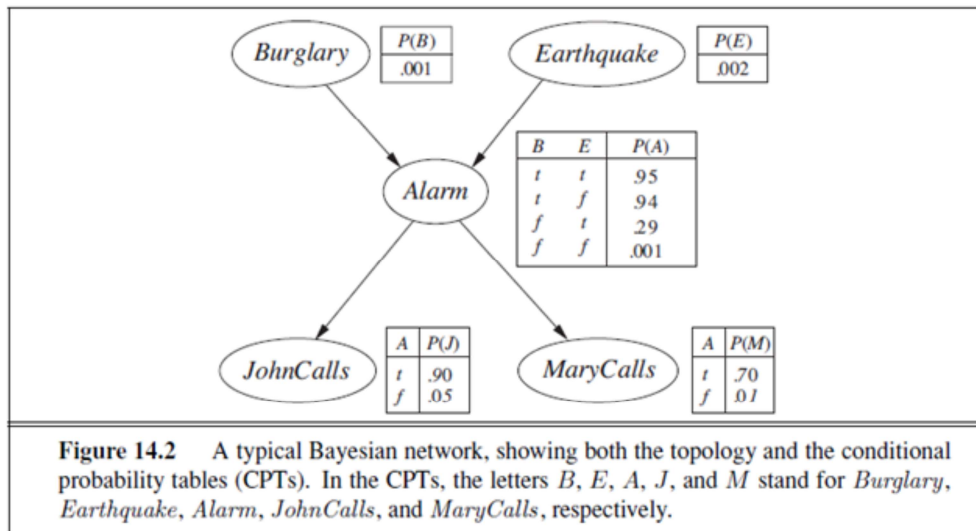 Burglary
P(B)
.001
Earthquake
P(E)
.002
Alarm
B E P(A)
t t .95
t f .94
f t .29
f f .001
JohnCalls
A P(J)
t .90
f .05
MaryCalls
A P(M)
t .70
f .01
Figure 14.2 A typical Bayesian network, showing both the topology and the conditional
probability tables (CPTs). In the CPTs, the letters B, E, A, J, and M stand for Burglary,
Earthquake, Alarm, JohnCalls, and MaryCalls, respectively.